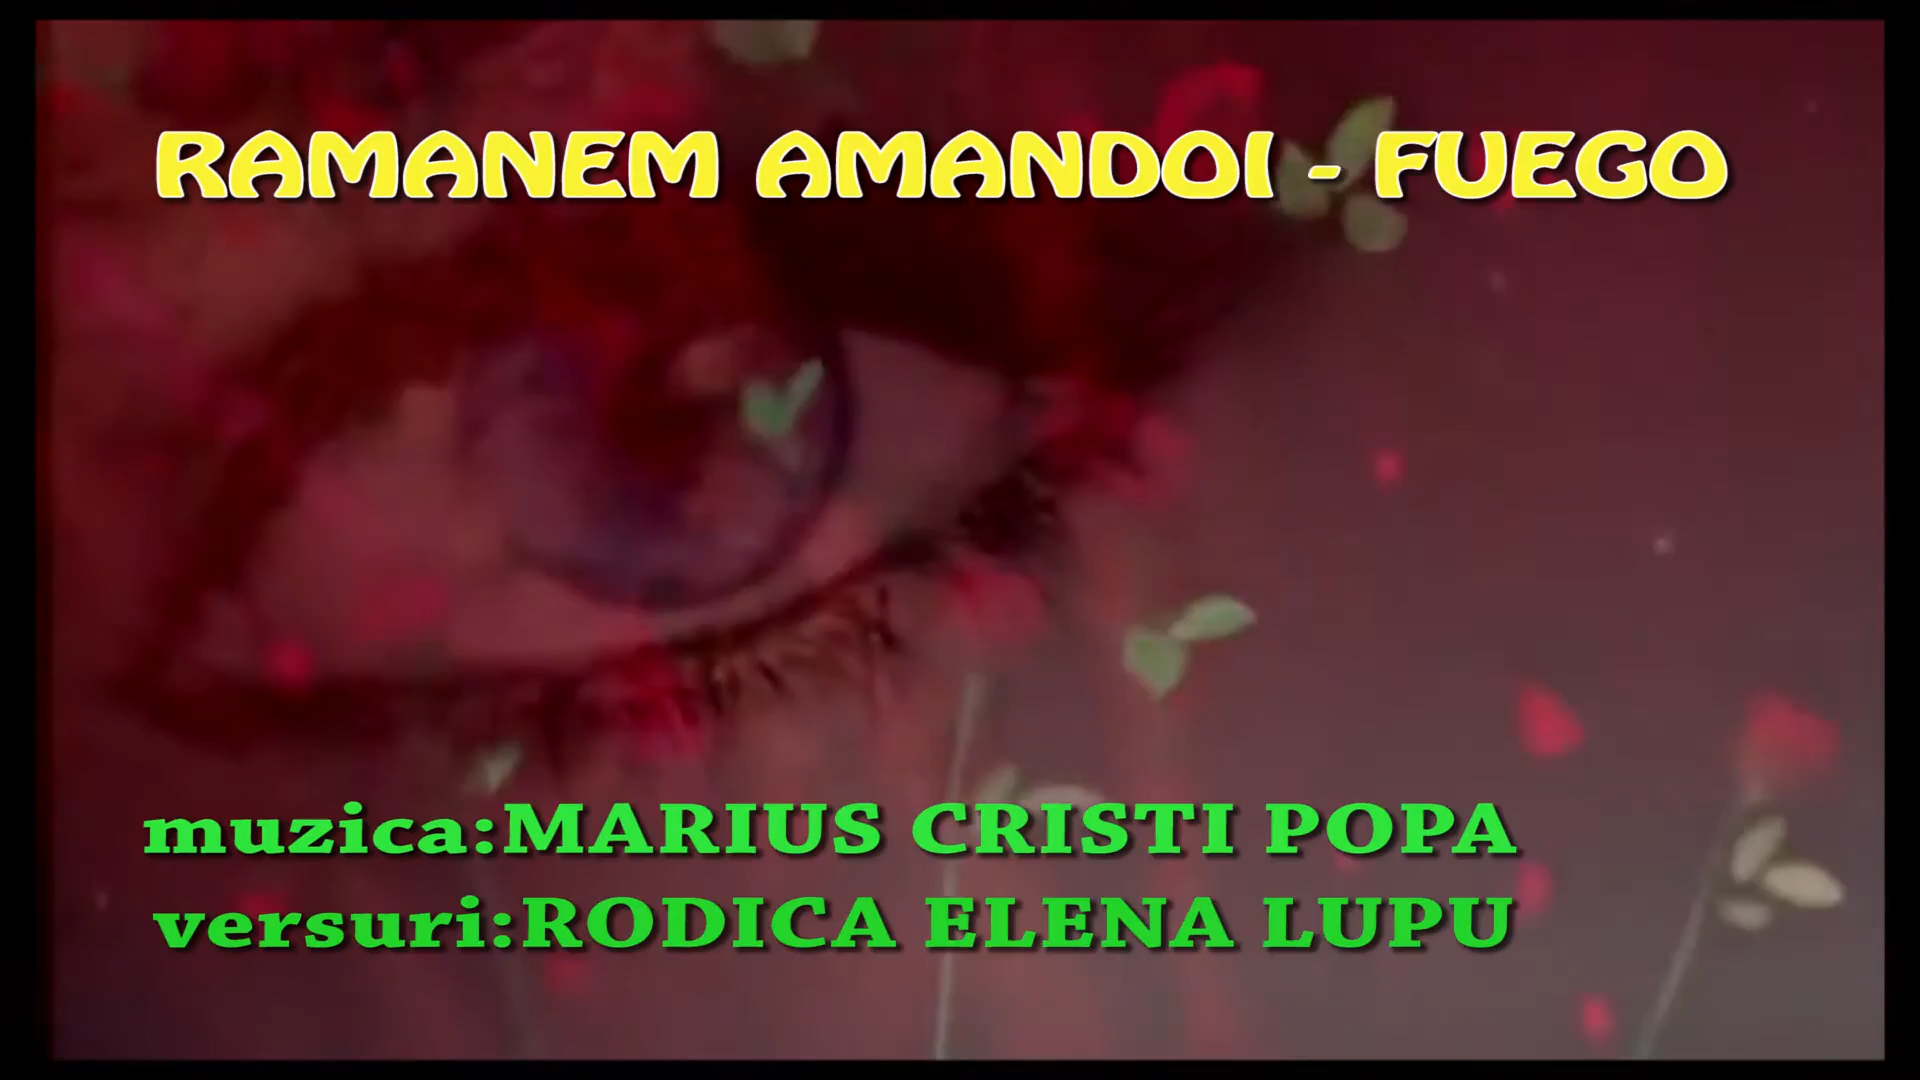 RAMANEM AMANDOI - FUEGO
muzica:MARIUS CRISTI POPA
versuri:RODICA ELENA LUPU